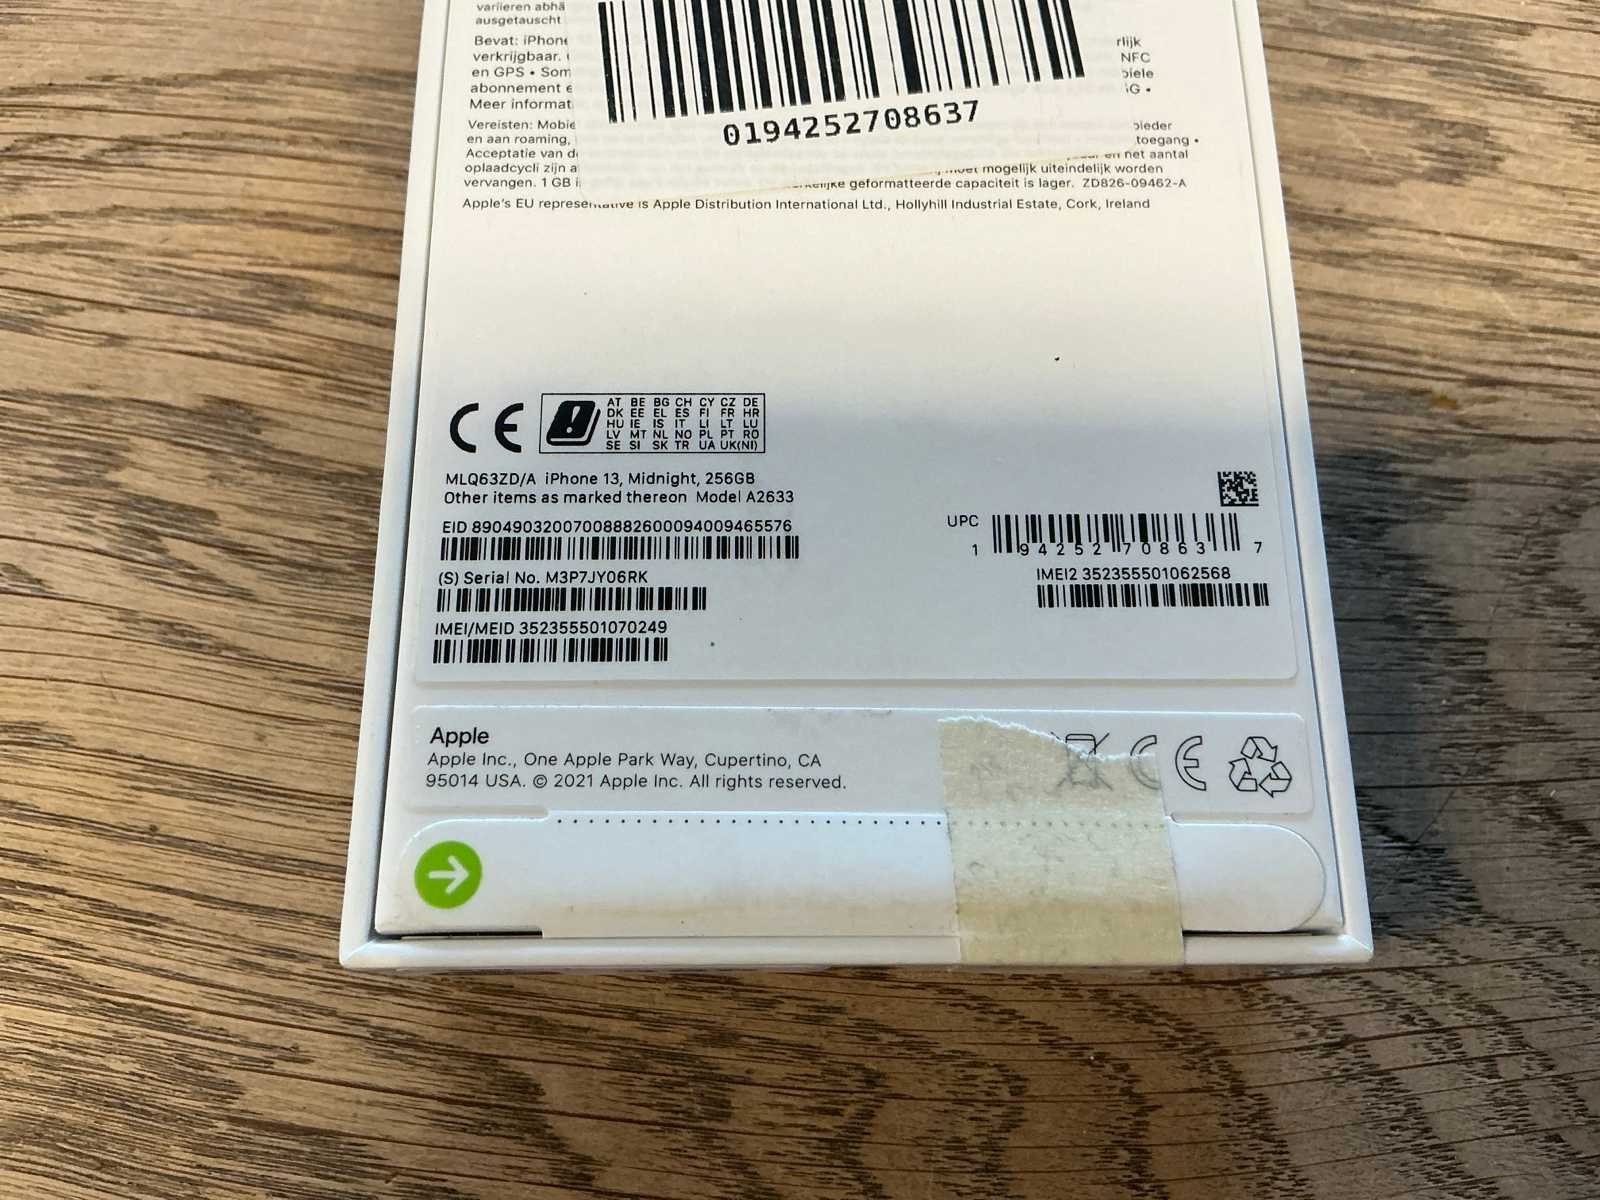 variieren abhä
ausgetauscht
Bevat: iPhone rlijk
verkrijgbaar. NFC
en GPS • Som biele
abonnement e iG •
Meer informat
Vereisten: Mobie bieder
en aan roaming, toegang •
Acceptatie van d en het aantal
oplaadcycli zijn a moet mogelijk uiteindelijk worden
vervangen. 1 GB i geformatteerde capaciteit is lager. ZD826-09462-A
Apple's EU representative is Apple Distribution International Ltd., Hollyhill Industrial Estate, Cork, Ireland
0194252708637
CE
AT BE BG CH CY CZ DE
DK EE EL ES FI FR HR
HU IE IS IT LI LT LU
LV MT NL NO PL PT RO
SE SI SK TR UA UK(NI)
MLQ63ZD/A iPhone 13, Midnight, 256GB
Other items as marked thereon Model A2633
EID 89049032007008882600094009465576
UPC
1 94252 70863 7
(S) Serial No. M3P7JY06RK
IMEI2 352355501062568
IMEI/MEID 352355501070249
Apple
Apple Inc., One Apple Park Way, Cupertino, CA
95014 USA. © 2021 Apple Inc. All rights reserved.
CE